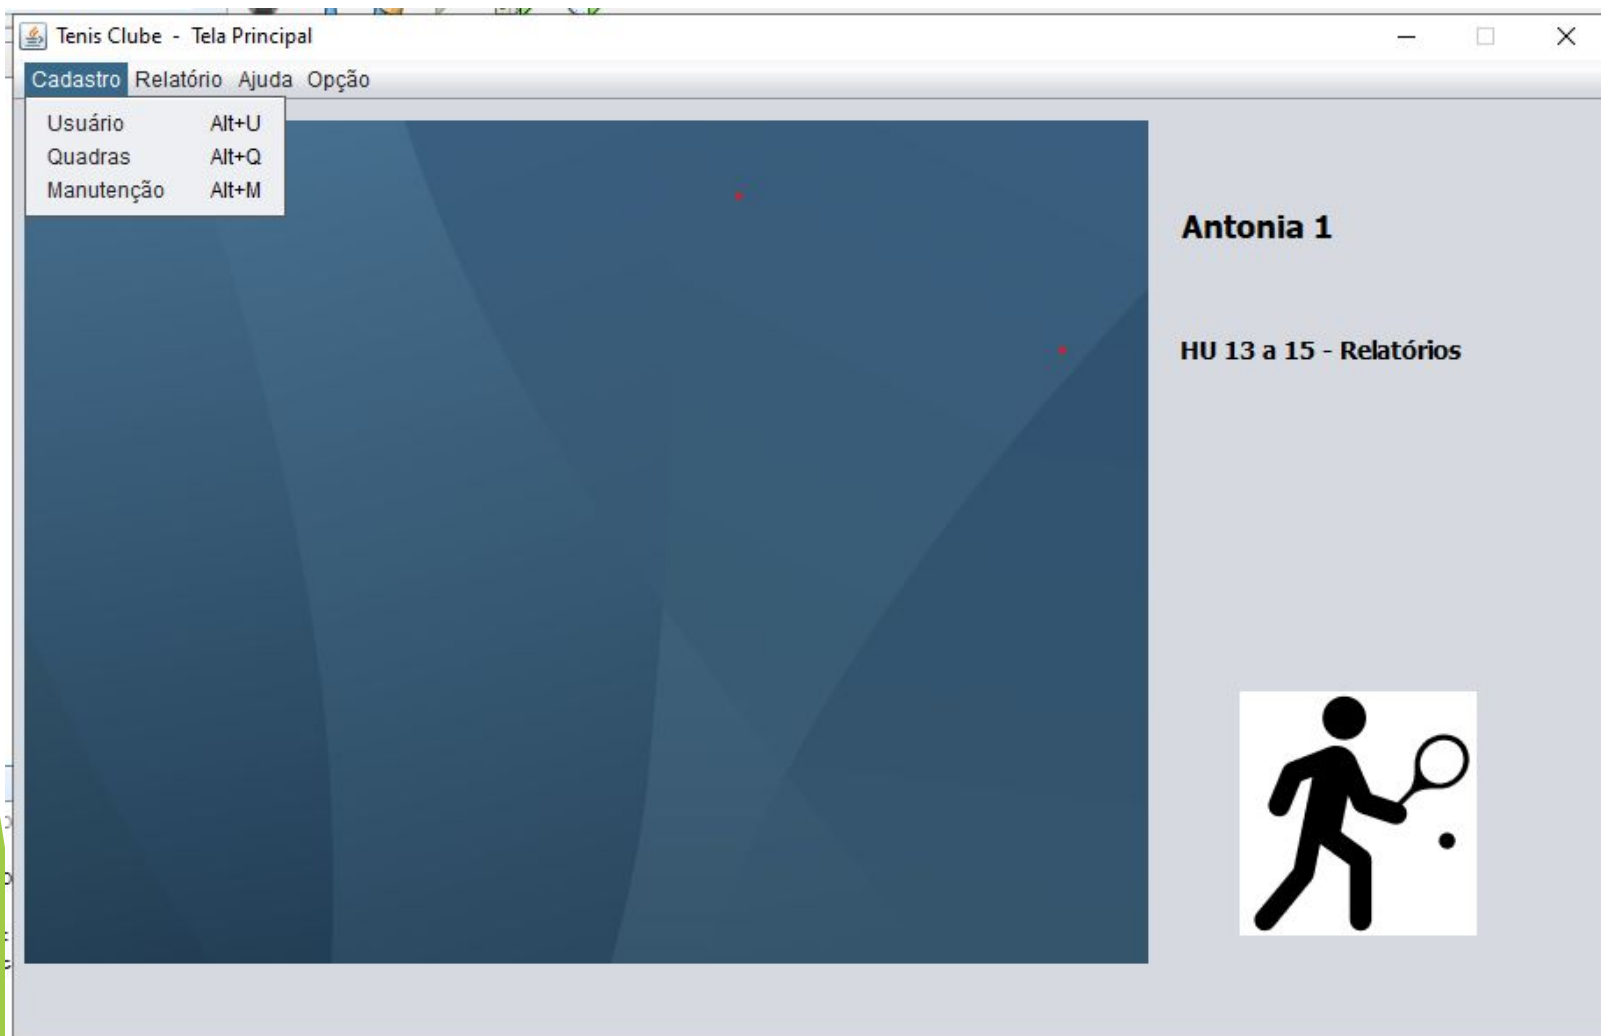 Tenis Clube - Tela Principal
Cadastro Relatório Ajuda Opção
Usuário Alt+U
Quadras Alt+Q
Manutenção Alt+M
Antonia 1
HU 13 a 15 - Relatórios